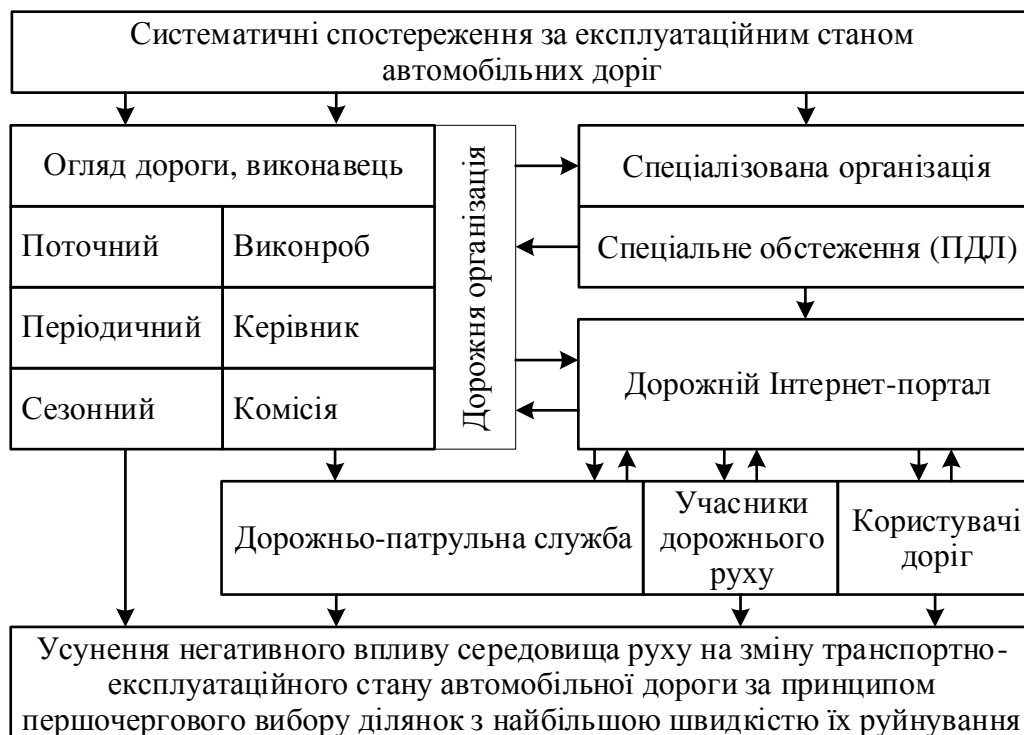 Систематичні спостереження за експлуатаційним станом
автомобільних доріг
Огляд дороги, виконавець
Поточний
Виконроб
Періодичний
Керівник
Сезонний
Комісія
Дорожня організація
Спеціалізована організація
Спеціальне обстеження (ПДЛ)
Дорожній Інтернет-портал
Дорожньо-патрульна служба
Учасники
дорожнього
руху
Користувачі
доріг
Усунення негативного впливу середовища руху на зміну транспортно-
експлуатаційного стану автомобільної дороги за принципом
першочергового вибору ділянок з найбільшою швидкістю їх руйнування